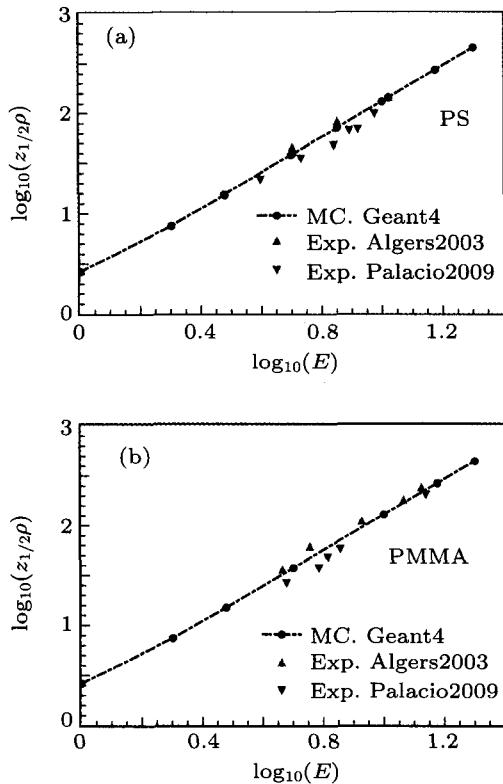 (a)
3
2
1
0
log₁₀(z₁/₂ρ)
PS
MC. Geant4
Exp. Algers2003
Exp. Palacio2009
0 0.4 0.8 1.2
log₁₀(E)
(b)
3
2
1
0
log₁₀(z₁/₂ρ)
PMMA
MC. Geant4
Exp. Algers2003
Exp. Palacio2009
0 0.4 0.8 1.2
log₁₀(E)